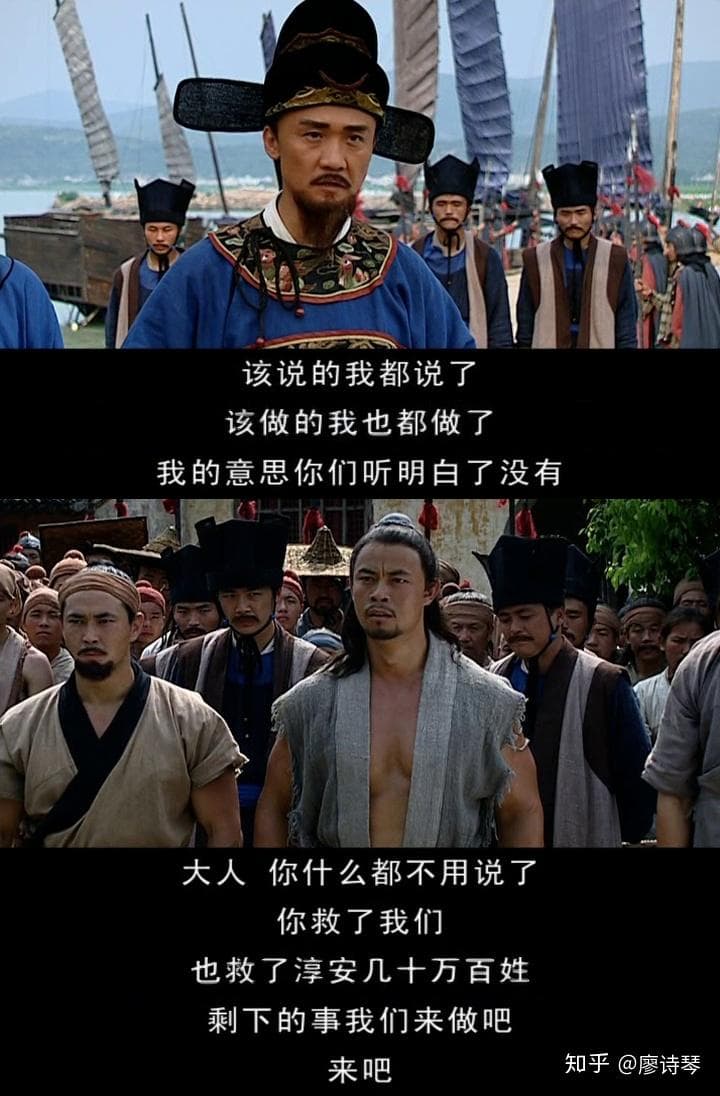 该说的我都说了
该做的我也都做了
我的意思你们听明白了没有
大人 你什么都不用说了
你救了我们
也救了淳安几十万百姓
剩下的事我们来做吧
来吧
知乎 @廖诗琴